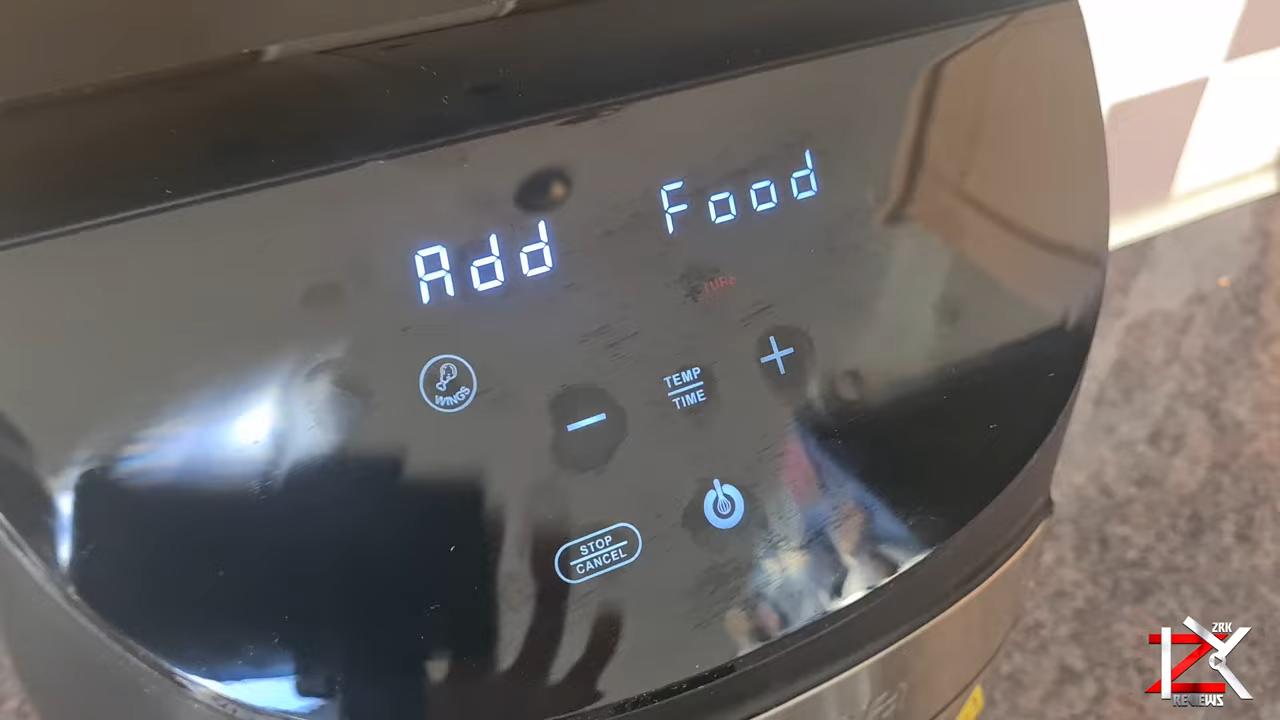 Add Food
WINGS
−
TEMP
TIME
+
STOP
CANCEL
ZRK
REVIEWS